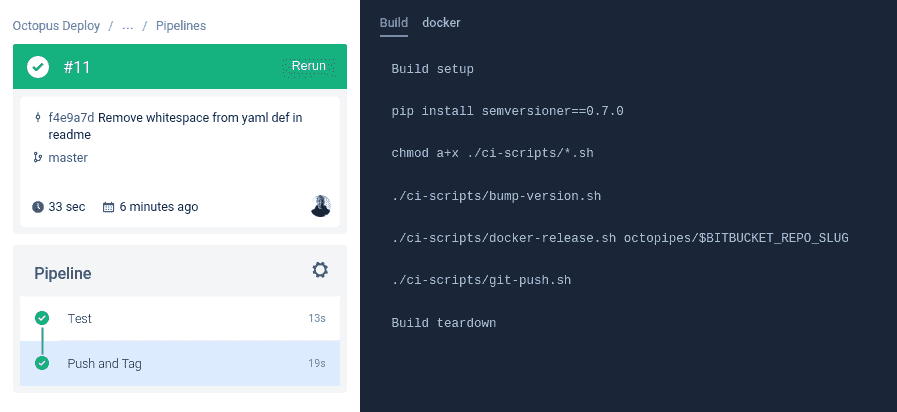 Octopus Deploy / ... / Pipelines
#11 Rerun
f4e9a7d Remove whitespace from yaml def in
readme
master
33 sec 6 minutes ago
Pipeline
Test 13s
Push and Tag 19s
Build docker
Build setup
pip install semversioner==0.7.0
chmod a+x ./ci-scripts/*.sh
./ci-scripts/bump-version.sh
./ci-scripts/docker-release.sh octopipes/$BITBUCKET_REPO_SLUG
./ci-scripts/git-push.sh
Build teardown